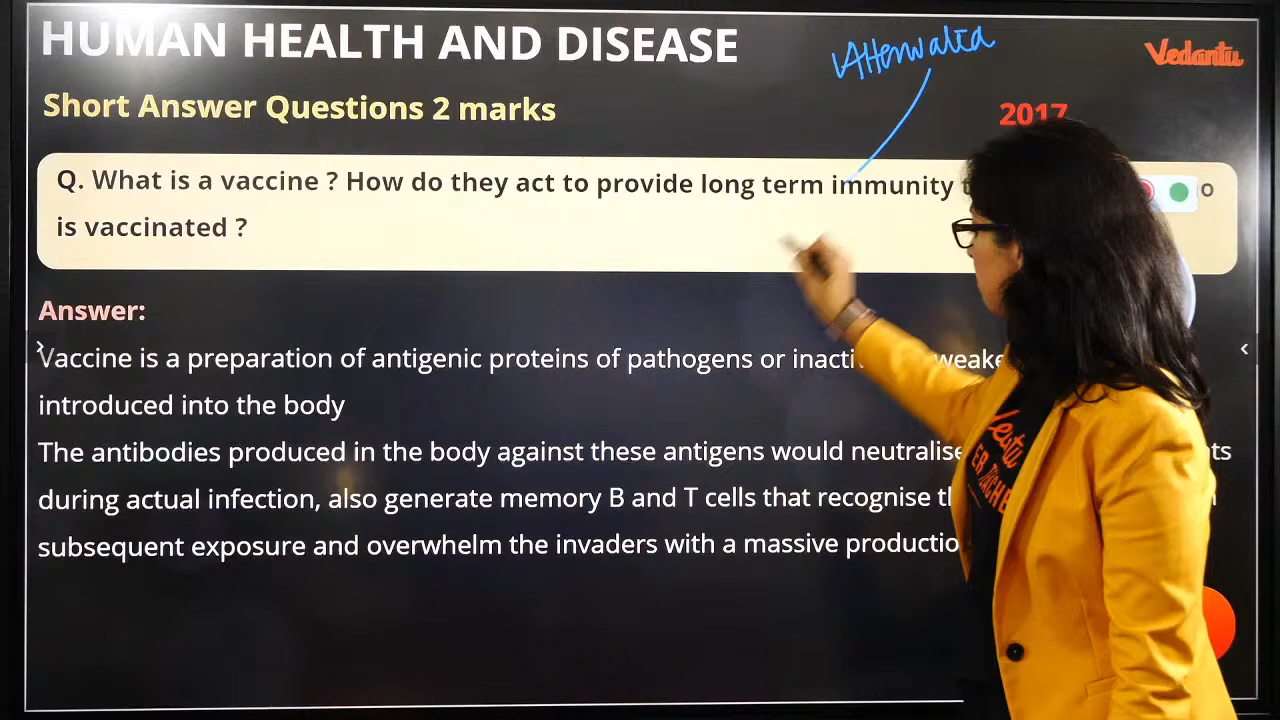 HUMAN HEALTH AND DISEASE
Attenuated
Vedantu
Short Answer Questions 2 marks
2017
Q. What is a vaccine ? How do they act to provide long term immunity
is vaccinated ?
Answer:
Vaccine is a preparation of antigenic proteins of pathogens or
introduced into the body
The antibodies produced in the body against these antigens would neutralise
during actual infection, also generate memory B and T cells that recognise
subsequent exposure and overwhelm the invaders with a massive